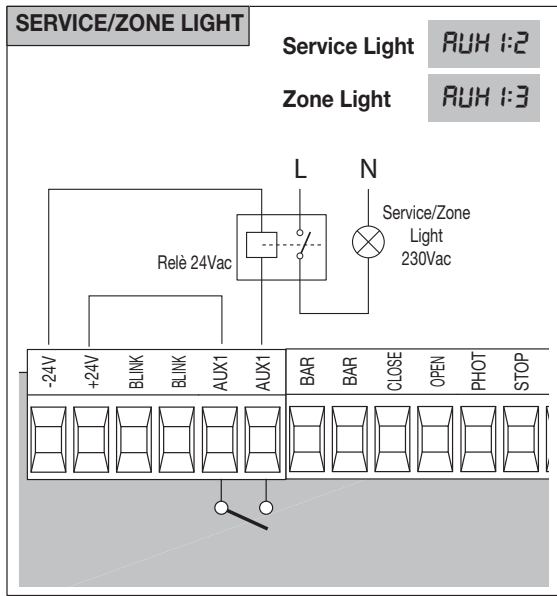 SERVICE/ZONE LIGHT
Service Light AUX 1:2
Zone Light AUX 1:3
L N
Service/Zone
Light
230Vac
Relè 24Vac
-24V +24V BLINK BLINK AUX1 AUX1 BAR BAR CLOSE OPEN PHOT STOP